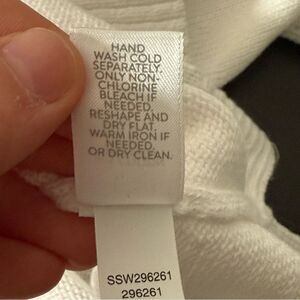 HAND
WASH COLD
SEPARATELY.
ONLY NON-
CHLORINE
BLEACH IF
NEEDED.
RESHAPE AND
DRY FLAT.
WARM IRON IF
NEEDED.
OR DRY CLEAN.
SSW296261
296261